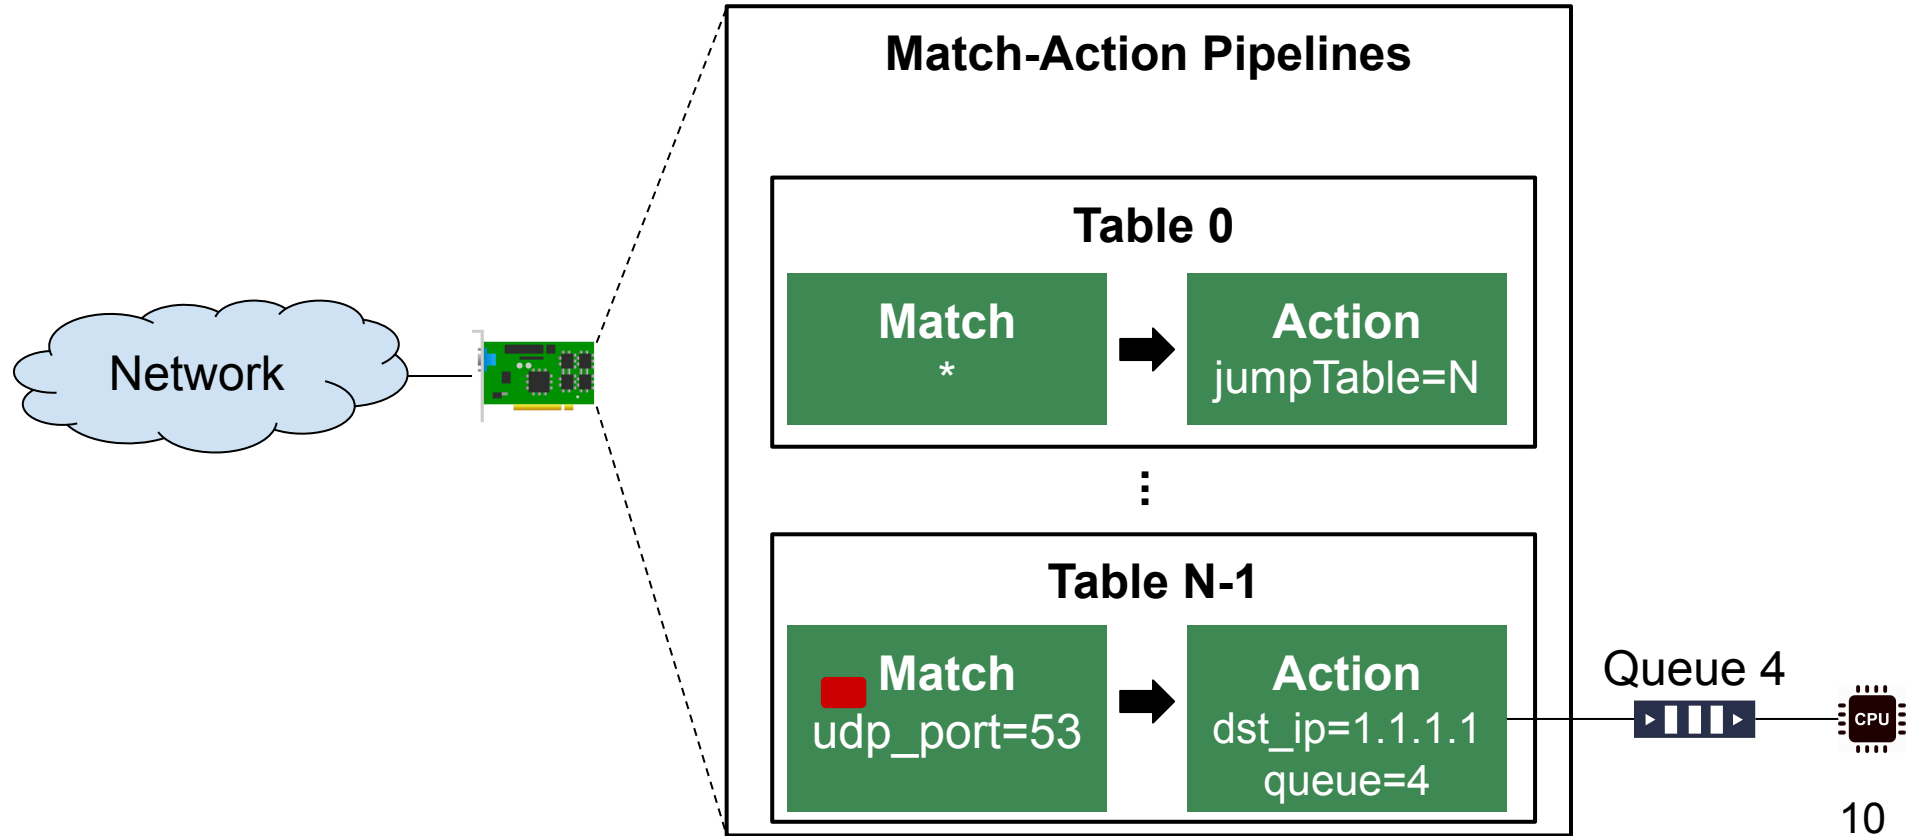 Match-Action Pipelines
Table 0
Match
*
Action
jumpTable=N
Network
⋮
Table N-1
Match
udp_port=53
Action
dst_ip=1.1.1.1
queue=4
Queue 4
CPU
10